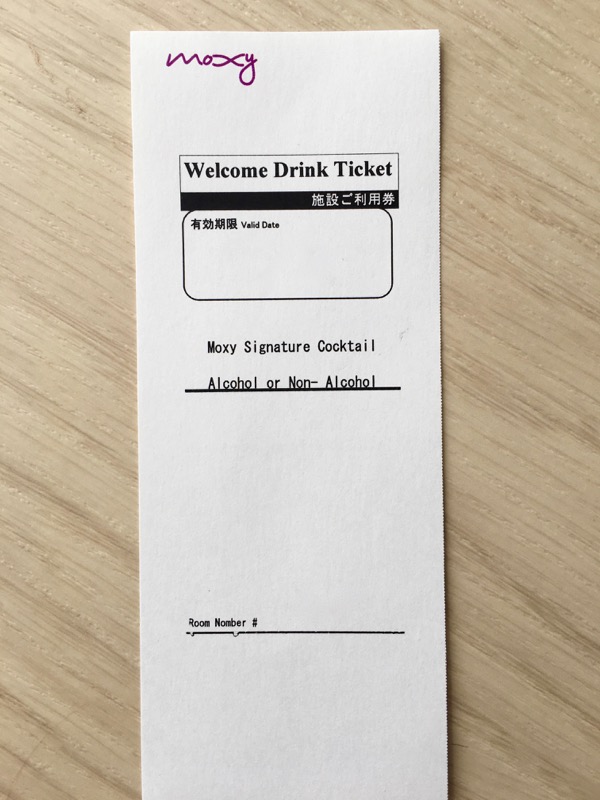 moxy
Welcome Drink Ticket
施設ご利用券
有効期限 Valid Date
Moxy Signature Cocktail
Alcohol or Non- Alcohol
Room Nomber #